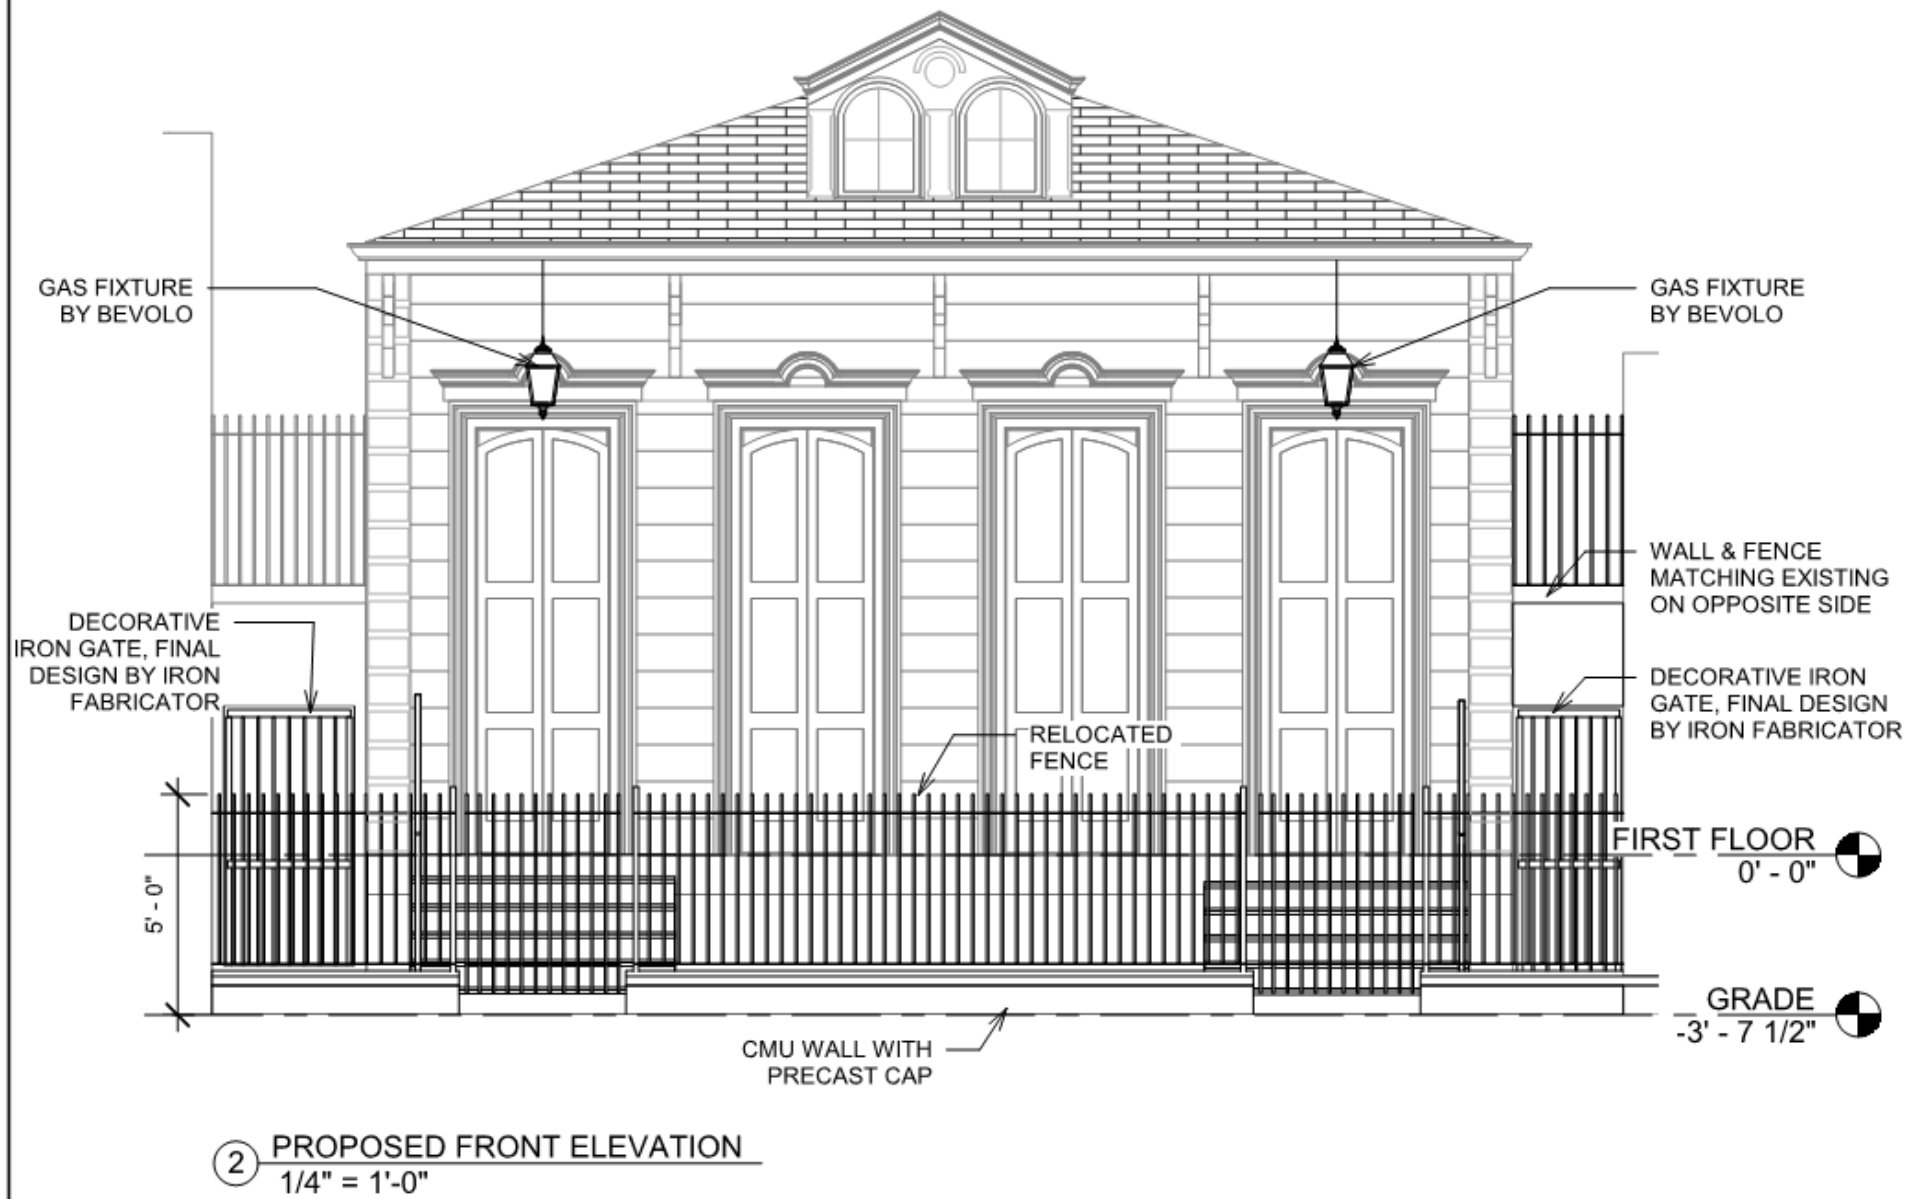 GAS FIXTURE
BY BEVOLO
GAS FIXTURE
BY BEVOLO
WALL & FENCE
MATCHING EXISTING
ON OPPOSITE SIDE
DECORATIVE
IRON GATE, FINAL
DESIGN BY IRON
FABRICATOR
DECORATIVE IRON
GATE, FINAL DESIGN
BY IRON FABRICATOR
RELOCATED
FENCE
FIRST FLOOR
0' - 0"
5' - 0"
GRADE
-3' - 7 1/2"
CMU WALL WITH
PRECAST CAP
2 PROPOSED FRONT ELEVATION
1/4" = 1'-0"